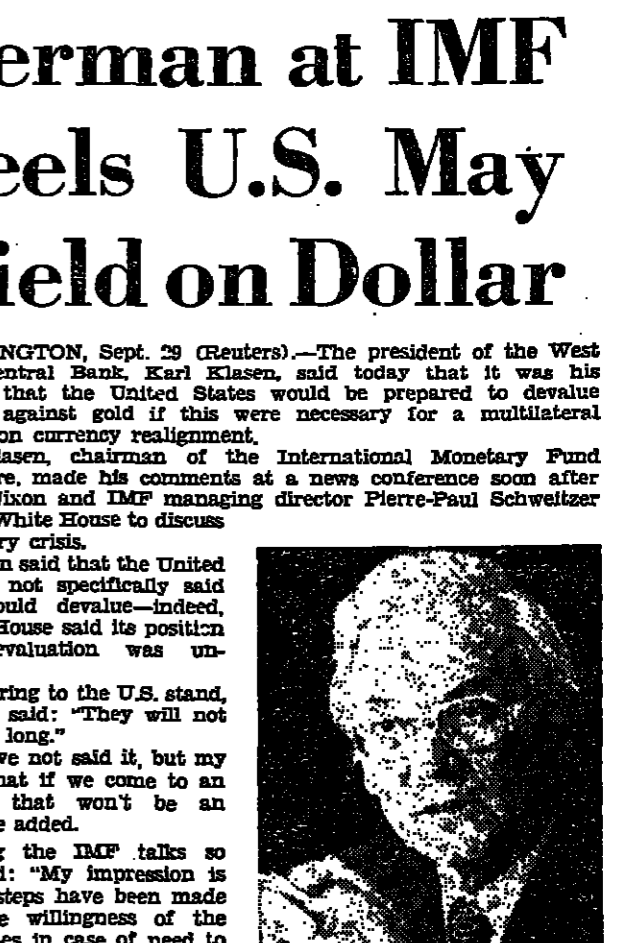 erman at IMF
eels U.S. May
ield on Dollar
NGTON, Sept. 29 (Reuters).—The president of the West
entral Bank, Karl Klasen, said today that it was his
that the United States would be prepared to devalue
against gold if this were necessary for a multilateral
on currency realignment.
lasen, chairman of the International Monetary Fund
re, made his comments at a news conference soon after
Nixon and IMF managing director Pierre-Paul Schweitzer
White House to discuss
ry crisis.
n said that the United
not specifically said
ould devalue—indeed,
House said its position
evaluation was un-
ring to the U.S. stand,
said: "They will not
long."
ve not said it, but my
hat if we come to an
that won't be an
e added.
g the IMF talks so
d: "My impression is
steps have been made
e willingness of the
es in case of need to